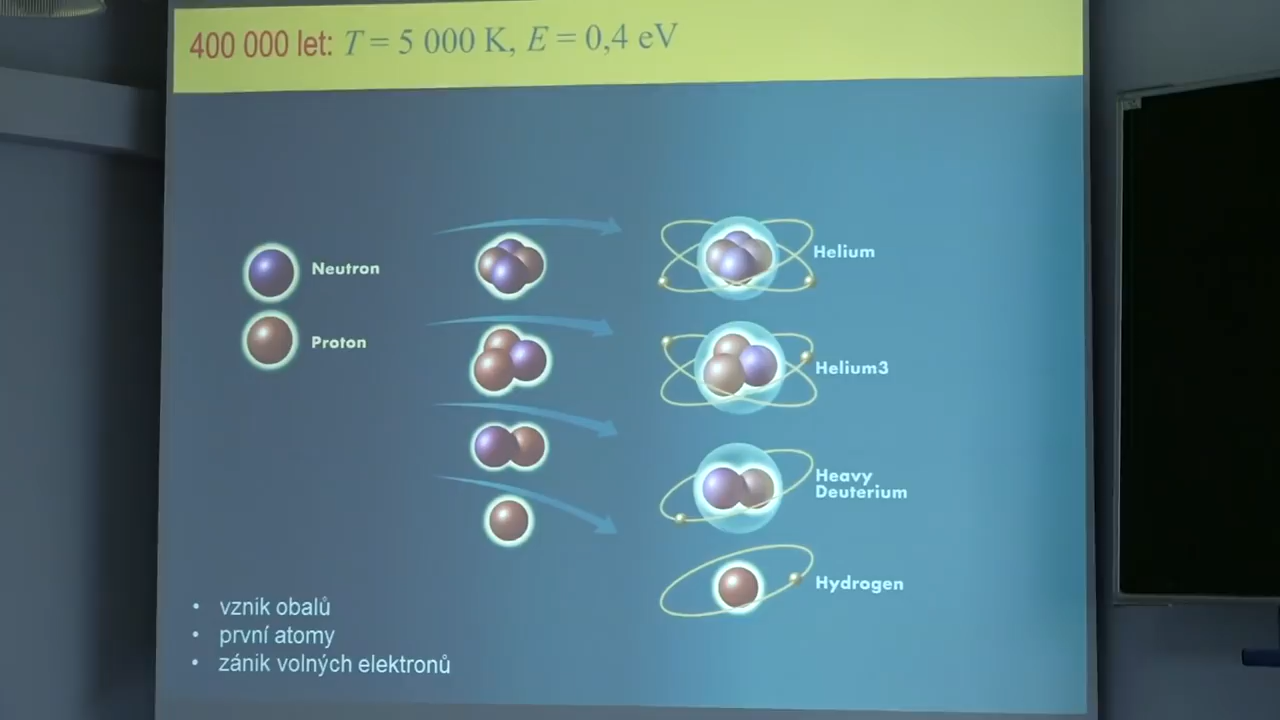 400 000 let: T = 5 000 K, E = 0,4 eV
Neutron
Proton
Helium
Helium3
Heavy
Deuterium
Hydrogen
• vznik obalů
• první atomy
• zánik volných elektronů